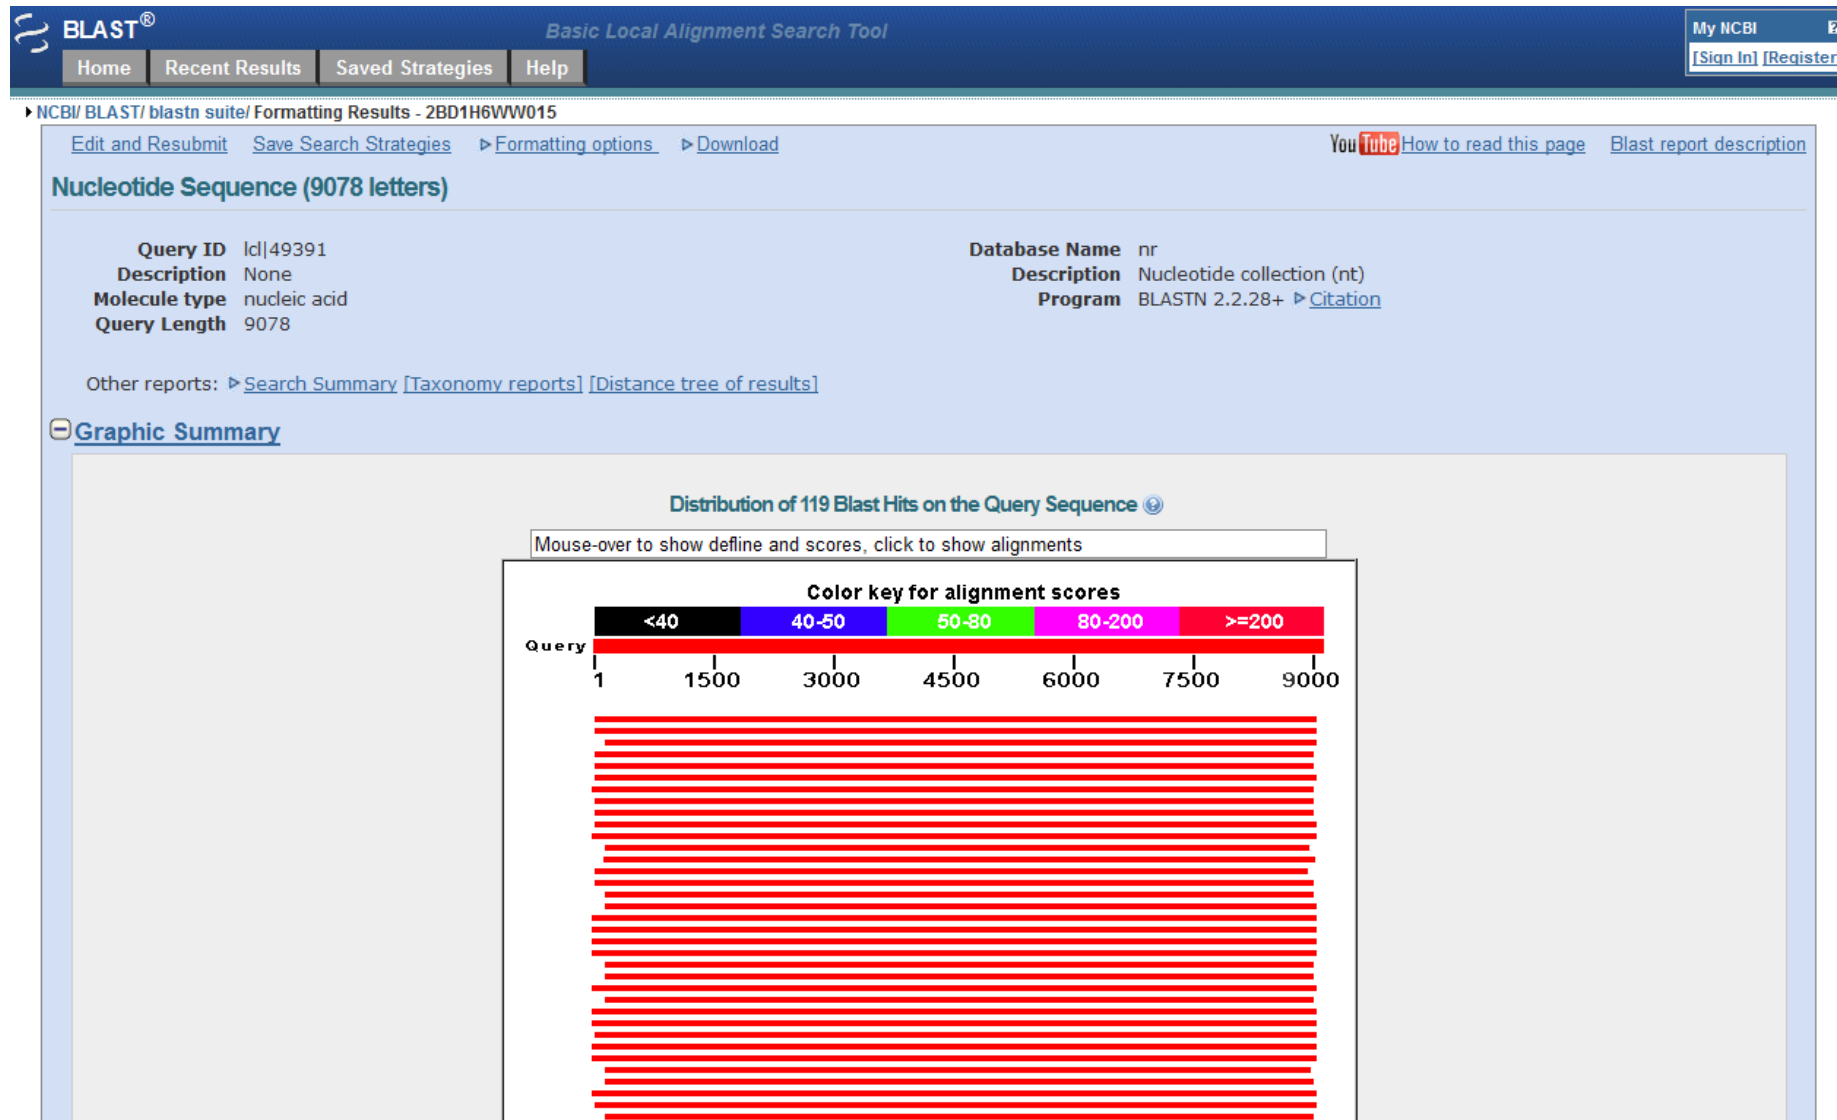 BLAST® Basic Local Alignment Search Tool
My NCBI
[Sign In] [Register
Home Recent Results Saved Strategies Help
NCBI/ BLAST/ blastn suite/ Formatting Results - 2BD1H6WW015
Edit and Resubmit Save Search Strategies Formatting options Download You Tube How to read this page Blast report description
Nucleotide Sequence (9078 letters)
Query ID lcl|49391
Description None
Molecule type nucleic acid
Query Length 9078
Database Name nr
Description Nucleotide collection (nt)
Program BLASTN 2.2.28+ Citation
Other reports: Search Summary [Taxonomy reports] [Distance tree of results]
Graphic Summary
Distribution of 119 Blast Hits on the Query Sequence
Mouse-over to show defline and scores, click to show alignments
Color key for alignment scores
<40 40-50 50-80 80-200 >=200
Query
1 1500 3000 4500 6000 7500 9000